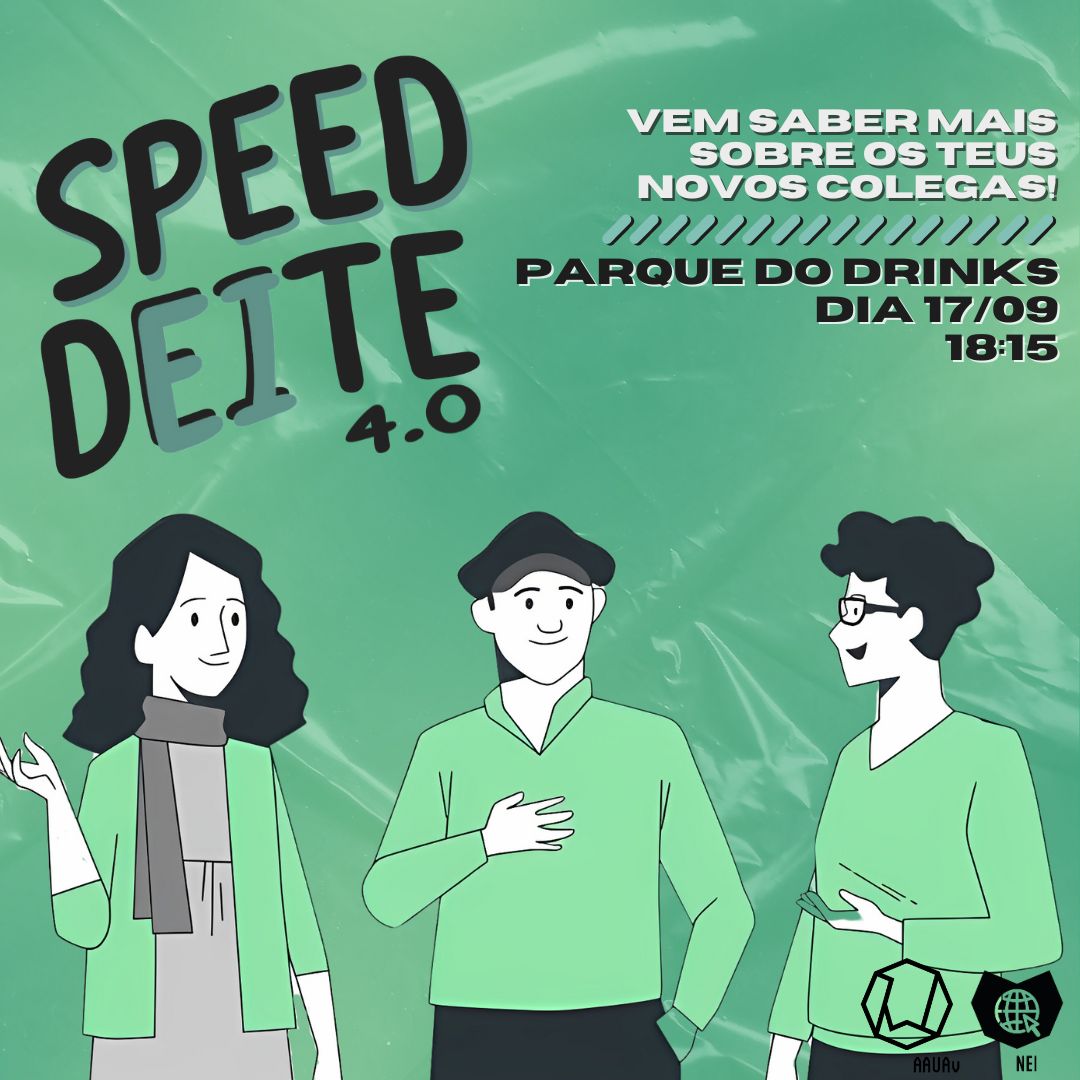 SPEED
DEITE
4.0
VEM SABER MAIS
SOBRE OS TEUS
NOVOS COLEGAS!
PARQUE DO DRINKS
DIA 17/09
18:15
AAUAv
NEI